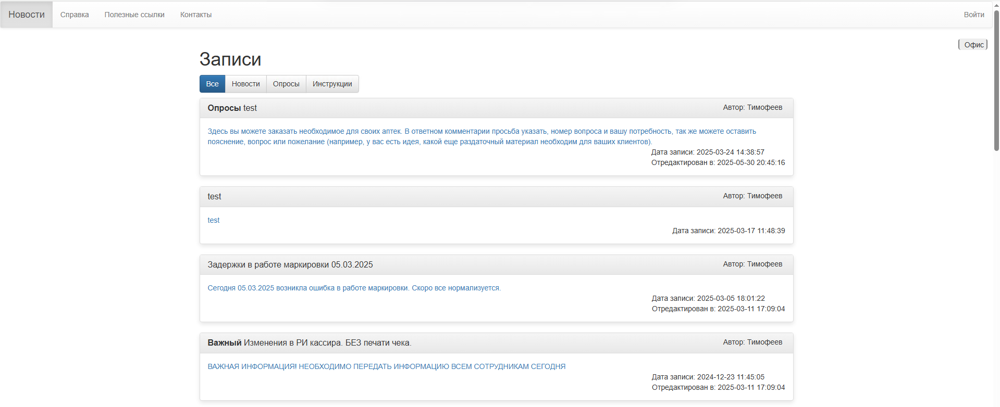 Новости Справка Полезные ссылки Контакты Войти
Офис
Записи
Все Новости Опросы Инструкции
Опросы test Автор: Тимофеев
Здесь вы можете заказать необходимое для своих аптек. В ответном комментарии просьба указать, номер вопроса и вашу потребность, так же можете оставить
пояснение, вопрос или пожелание (например, у вас есть идея, какой еще раздаточный материал необходим для ваших клиентов).
Дата записи: 2025-03-24 14:38:57
Отредактирован в: 2025-05-30 20:45:16
test Автор: Тимофеев
test
Дата записи: 2025-03-17 11:48:39
Задержки в работе маркировки 05.03.2025 Автор: Тимофеев
Сегодня 05.03.2025 возникла ошибка в работе маркировки. Скоро все нормализуется.
Дата записи: 2025-03-05 18:01:22
Отредактирован в: 2025-03-11 17:09:04
Важный Изменения в РИ кассира. БЕЗ печати чека. Автор: Тимофеев
ВАЖНАЯ ИНФОРМАЦИЯ! НЕОБХОДИМО ПЕРЕДАТЬ ИНФОРМАЦИЮ ВСЕМ СОТРУДНИКАМ СЕГОДНЯ
Дата записи: 2024-12-23 11:45:05
Отредактирован в: 2025-03-11 17:09:04